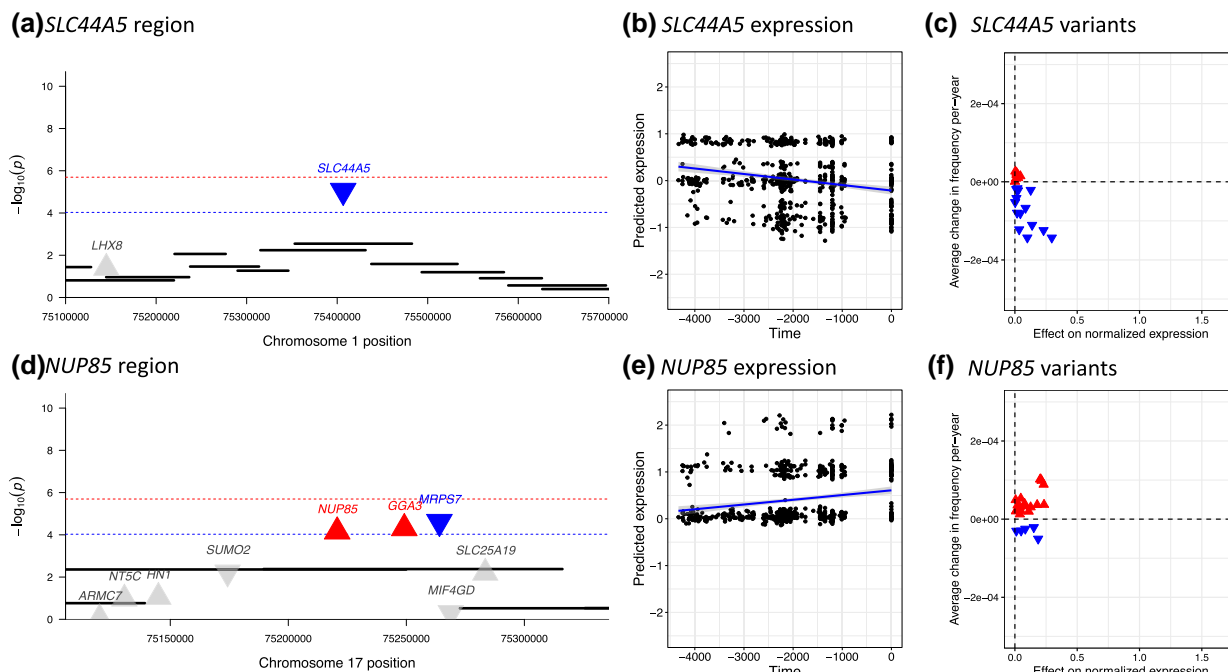 (a) SLC44A5 region
10
8
6
4
2
0
−log10(p)
SLC44A5
LHX8
75100000 75200000 75300000 75400000 75500000 75600000 75700000
Chromosome 1 position
(b) SLC44A5 expression
2
1
0
−1
−2
Predicted expression
−4000 −3000 −2000 −1000 0
Time
(c) SLC44A5 variants
2e−04
0e+00
−2e−04
Average change in frequency per−year
0.0 0.5 1.0 1.5
Effect on normalized expression
(d) NUP85 region
10
8
6
4
2
0
−log10(p)
NUP85
GGA3
MRPS7
SUMO2
SLC25A19
NT5C
HN1
ARMC7
MIF4GD
75150000 75200000 75250000 75300000
Chromosome 17 position
(e) NUP85 expression
2
1
0
−1
−2
Predicted expression
−4000 −3000 −2000 −1000 0
Time
(f) NUP85 variants
2e−04
0e+00
−2e−04
Average change in frequency per−year
0.0 0.5 1.0 1.5
Effect on normalized expression